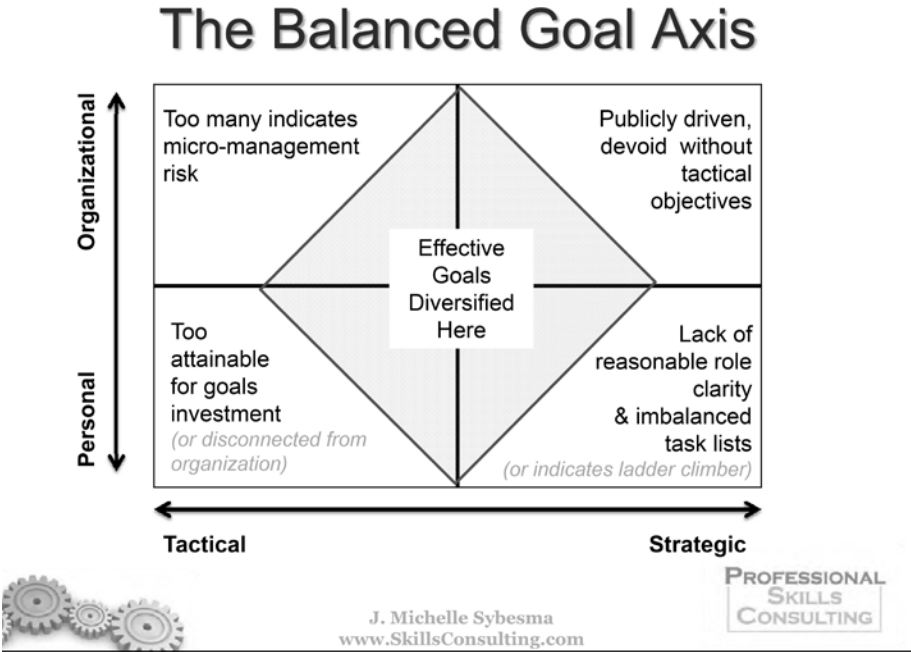 The Balanced Goal Axis
Organizational
Personal
Too many indicates
micro-management
risk
Publicly driven,
devoid without
tactical
objectives
Effective
Goals
Diversified
Here
Too
attainable
for goals
investment
(or disconnected from
organization)
Lack of
reasonable role
clarity
& imbalanced
task lists
(or indicates ladder climber)
Tactical
Strategic
J. Michelle Sybesma
www.SkillsConsulting.com
PROFESSIONAL
SKILLS
CONSULTING